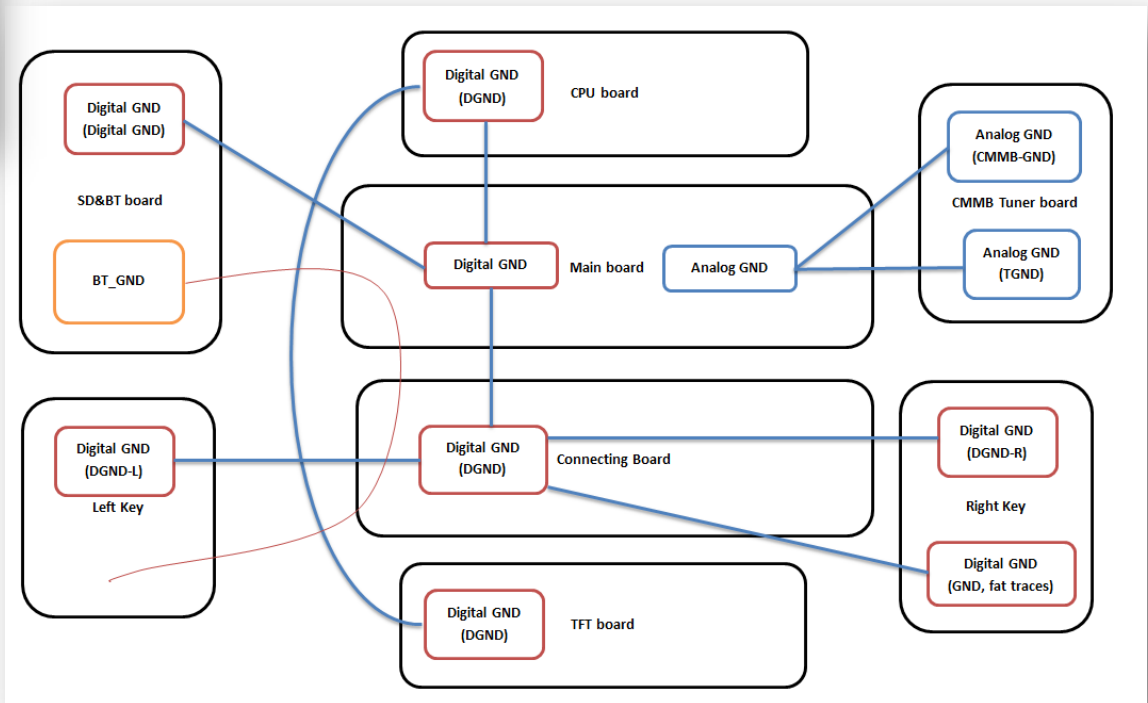 Digital GND
(Digital GND)
SD&BT board
BT_GND
Digital GND
(DGND)
CPU board
Digital GND
Main board
Analog GND
Analog GND
(CMMB-GND)
CMMB Tuner board
Analog GND
(TGND)
Digital GND
(DGND-L)
Left Key
Digital GND
(DGND)
Connecting Board
Digital GND
(DGND-R)
Right Key
Digital GND
(GND, fat traces)
Digital GND
(DGND)
TFT board